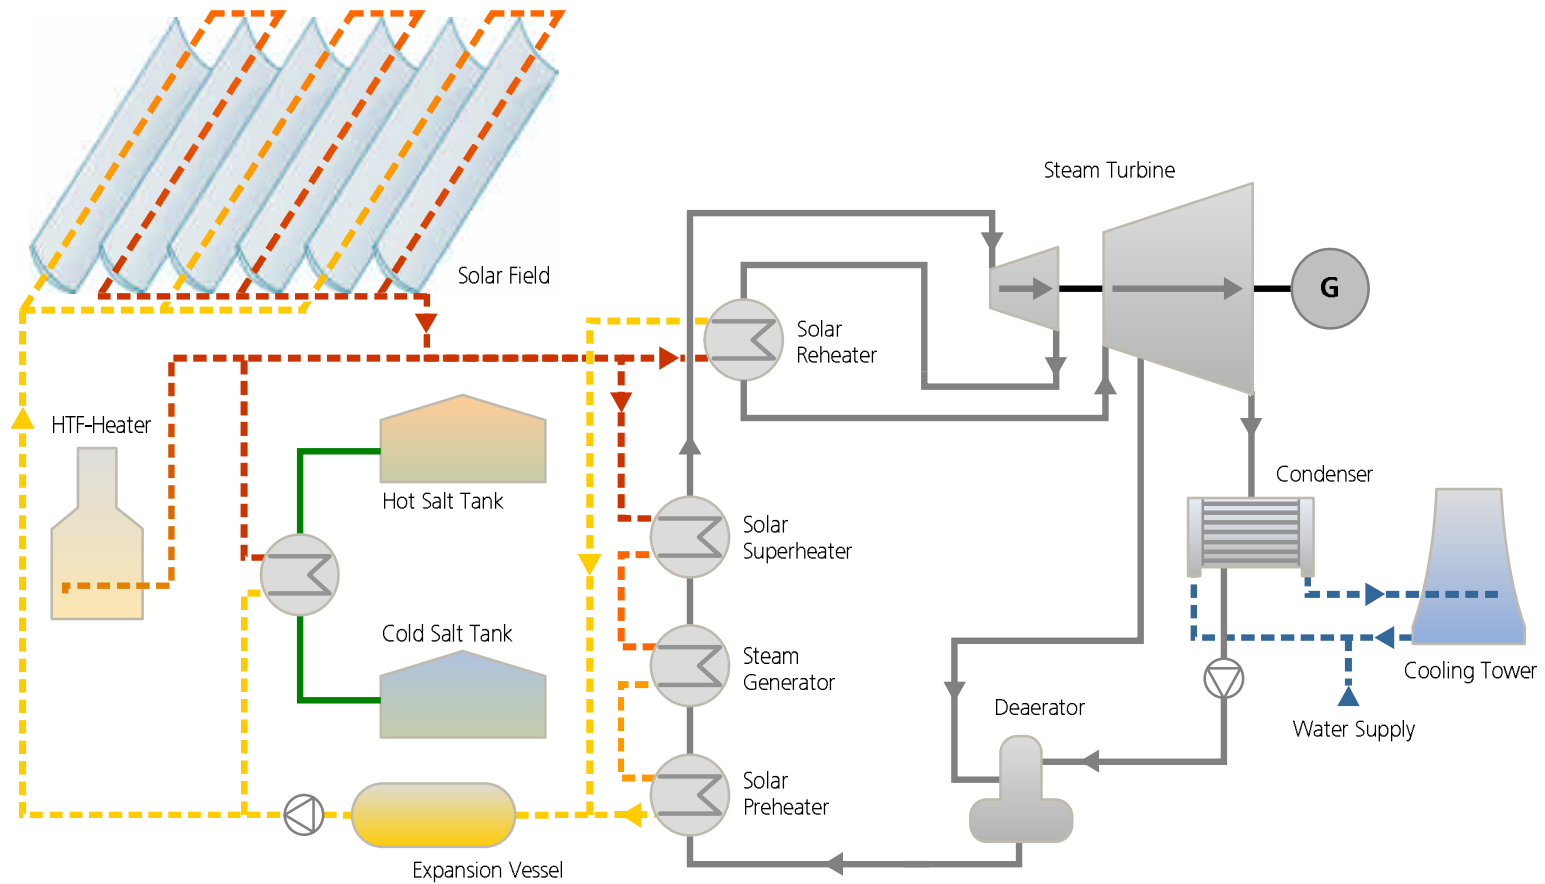 Steam Turbine
Solar Field
G
Solar
Reheater
HTF-Heater
Condenser
Hot Salt Tank
Solar
Superheater
Cold Salt Tank
Steam
Generator
Cooling Tower
Deaerator
Water Supply
Solar
Preheater
Expansion Vessel